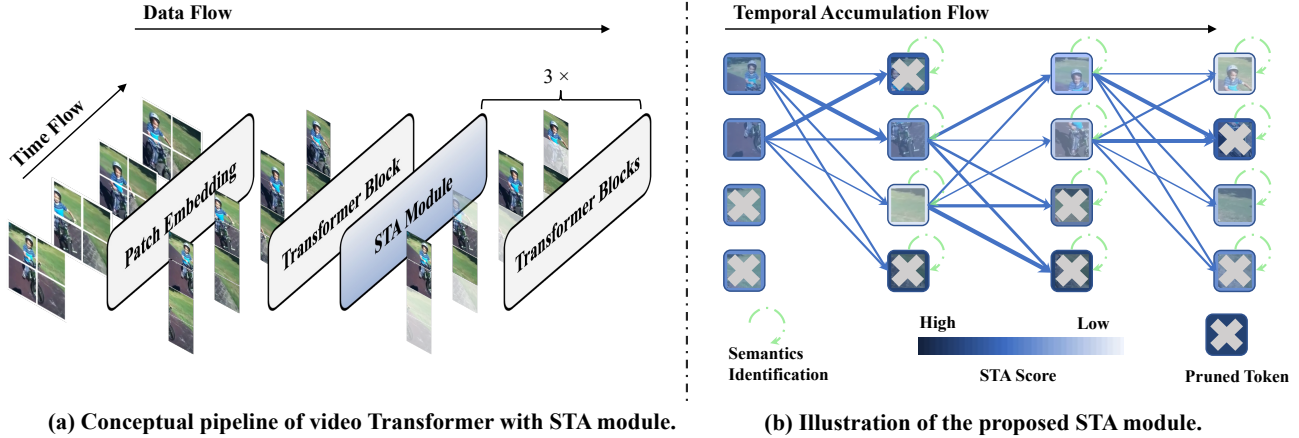 Data Flow
Time Flow
Patch Embedding
Transformer Block
STA Module
3 ×
Transformer Blocks
(a) Conceptual pipeline of video Transformer with STA module.
Temporal Accumulation Flow
Semantics
Identification
High
Low
STA Score
Pruned Token
(b) Illustration of the proposed STA module.